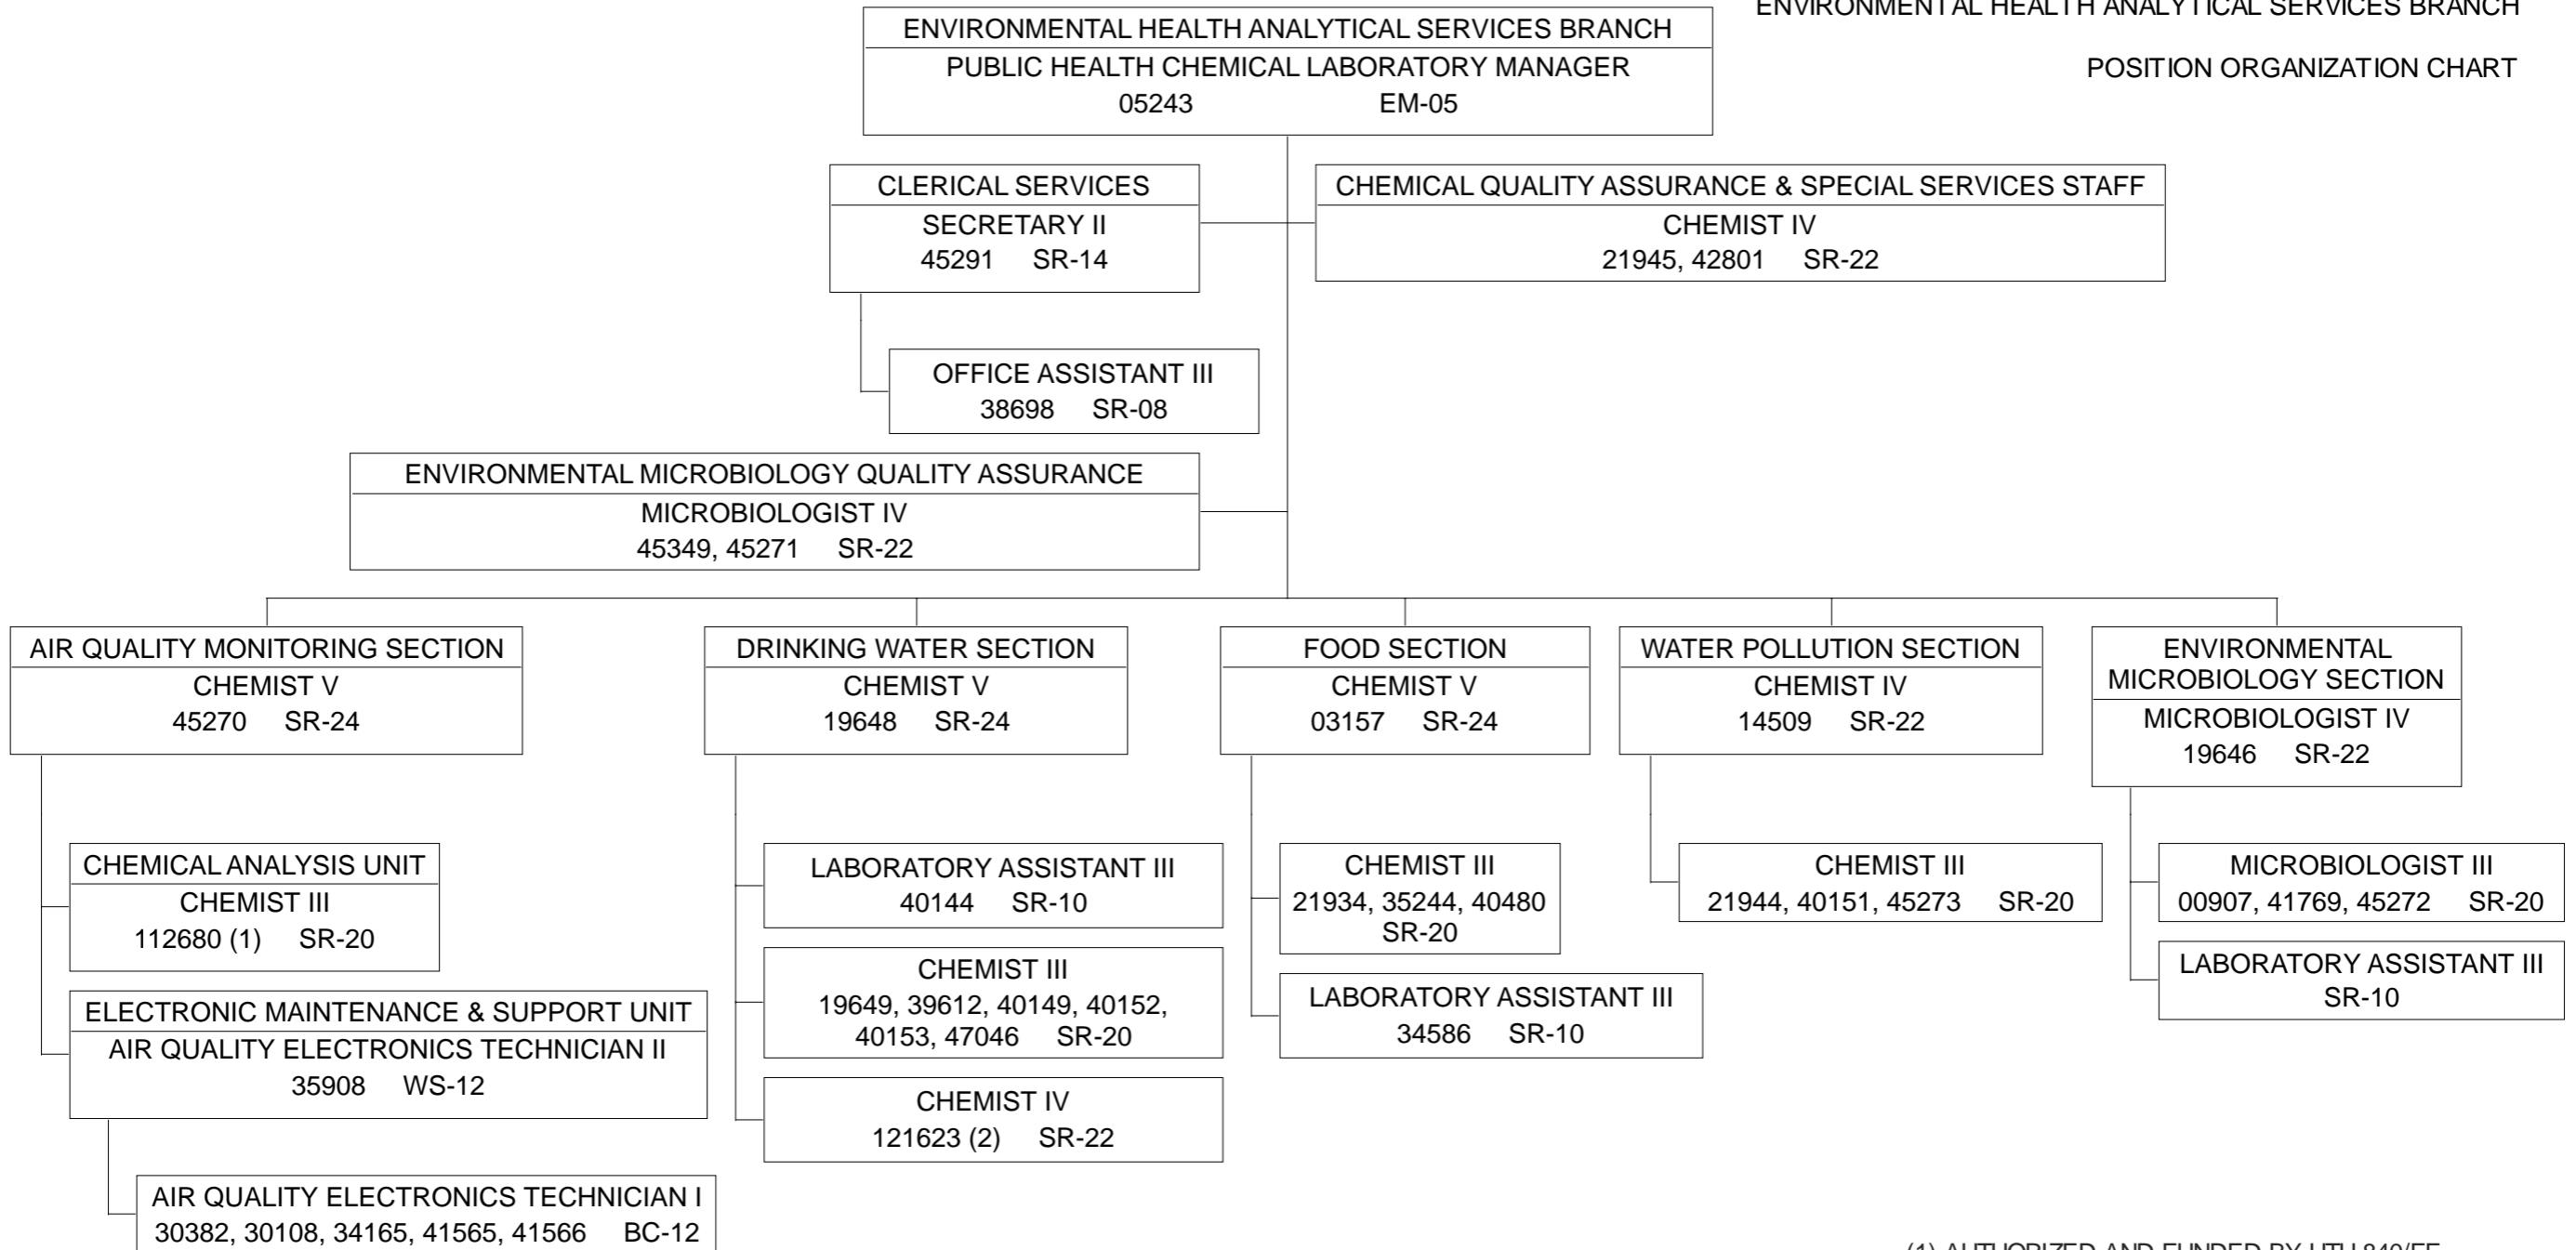 ENVIRONMENTAL HEALTH ANALYTICAL SERVICES BRANCH
POSITION ORGANIZATION CHART
ENVIRONMENTAL HEALTH ANALYTICAL SERVICES BRANCH
PUBLIC HEALTH CHEMICAL LABORATORY MANAGER
05243 EM-05
CLERICAL SERVICES
SECRETARY II
45291 SR-14
CHEMICAL QUALITY ASSURANCE & SPECIAL SERVICES STAFF
CHEMIST IV
21945, 42801 SR-22
OFFICE ASSISTANT III
38698 SR-08
ENVIRONMENTAL MICROBIOLOGY QUALITY ASSURANCE
MICROBIOLOGIST IV
45349, 45271 SR-22
AIR QUALITY MONITORING SECTION
CHEMIST V
45270 SR-24
CHEMICAL ANALYSIS UNIT
CHEMIST III
112680 (1) SR-20
ELECTRONIC MAINTENANCE & SUPPORT UNIT
AIR QUALITY ELECTRONICS TECHNICIAN II
35908 WS-12
AIR QUALITY ELECTRONICS TECHNICIAN I
30382, 30108, 34165, 41565, 41566 BC-12
DRINKING WATER SECTION
CHEMIST V
19648 SR-24
LABORATORY ASSISTANT III
40144 SR-10
CHEMIST III
19649, 39612, 40149, 40152,
40153, 47046 SR-20
CHEMIST IV
121623 (2) SR-22
FOOD SECTION
CHEMIST V
03157 SR-24
CHEMIST III
21934, 35244, 40480
SR-20
LABORATORY ASSISTANT III
34586 SR-10
WATER POLLUTION SECTION
CHEMIST IV
14509 SR-22
CHEMIST III
21944, 40151, 45273 SR-20
ENVIRONMENTAL
MICROBIOLOGY SECTION
MICROBIOLOGIST IV
19646 SR-22
MICROBIOLOGIST III
00907, 41769, 45272 SR-20
LABORATORY ASSISTANT III
SR-10
(1) AUTHORIZED AND FUNDED BY HTH 840/FF